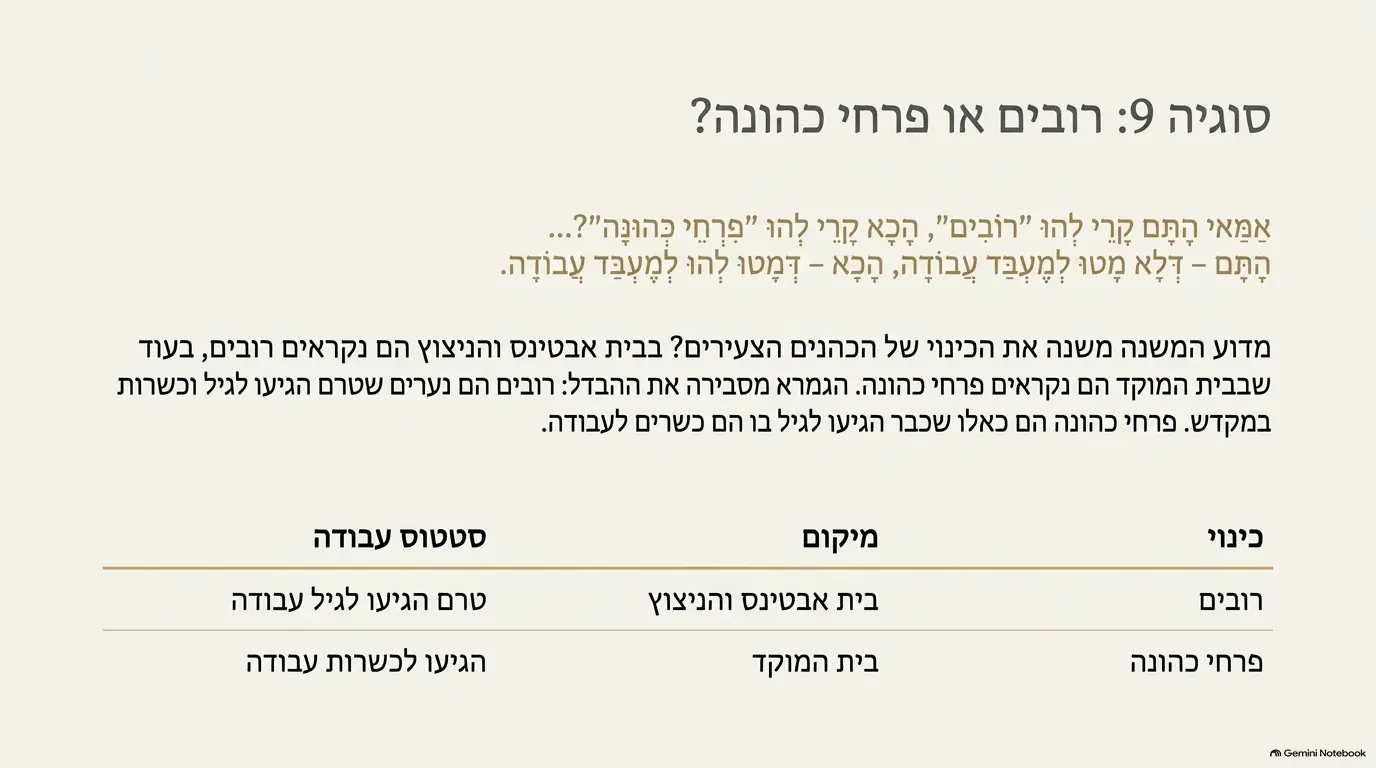 סוגיה 9: רובים או פרחי כהונה?
אַמַּאי הָתָּם קָרֵי לְהוּ "רוֹבִים", הָכָא קָרֵי לְהוּ "פִּרְחֵי כְּהוּנָּה"?...
הָתָּם – דְּלָא מָטוּ לְמֶעְבַּד עֲבוֹדָה, הָכָא – דְּמָטוּ לְהוּ לְמֶעְבַּד עֲבוֹדָה.
מדוע המשנה משנה את הכינוי של הכהנים הצעירים? בבית אבטינס והניצוץ הם נקראים רובים, בעוד
שבבית המוקד הם נקראים פרחי כהונה. הגמרא מסבירה את ההבדל: רובים הם נערים שטרם הגיעו לגיל וכשרות
במקדש. פרחי כהונה הם כאלו שכבר הגיעו לגיל בו הם כשרים לעבודה.
כינוי מיקום סטטוס עבודה
רובים בית אבטינס והניצוץ טרם הגיעו לגיל עבודה
פרחי כהונה בית המוקד הגיעו לכשרות עבודה
Gemini Notebook